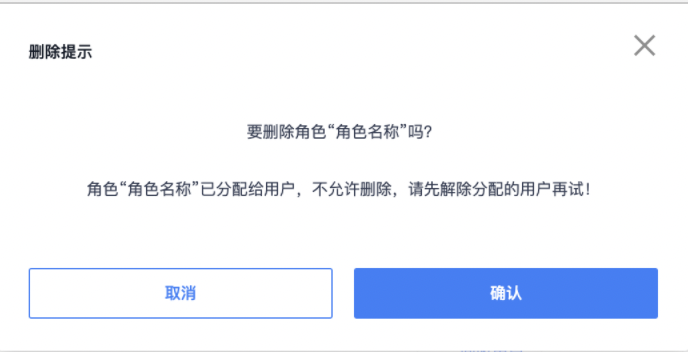 删除提示
要删除角色“角色名称”吗?
角色“角色名称”已分配给用户，不允许删除，请先解除分配的用户再试！
取消
确认